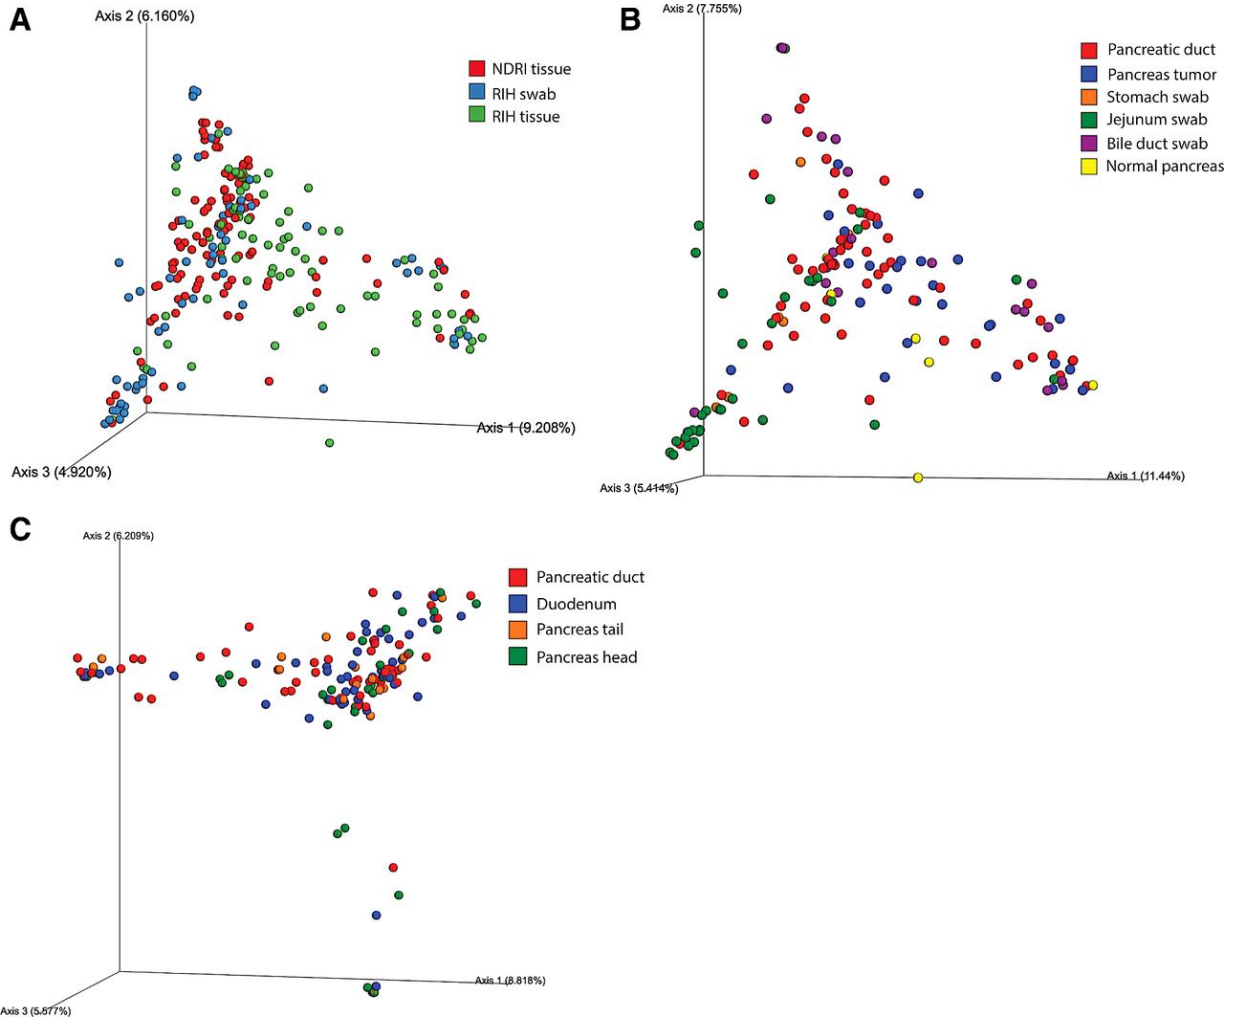 A
Axis 2 (6.160%)
NDRI tissue
RIH swab
RIH tissue
Axis 1 (9.208%)
Axis 3 (4.920%)
B
Axis 2 (7.755%)
Pancreatic duct
Pancreas tumor
Stomach swab
Jejunum swab
Bile duct swab
Normal pancreas
Axis 1 (11.44%)
Axis 3 (5.414%)
C
Axis 2 (6.209%)
Pancreatic duct
Duodenum
Pancreas tail
Pancreas head
Axis 1 (8.818%)
Axis 3 (5.577%)